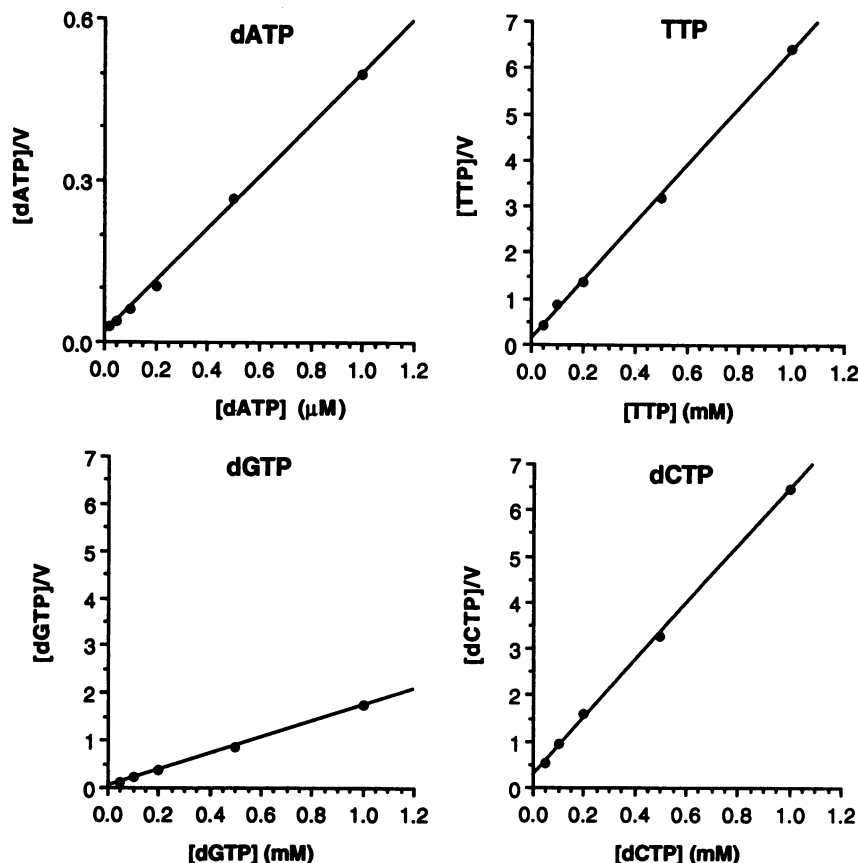 dATP
[dATP]/V
0.6
0.3
0.0
0.0 0.2 0.4 0.6 0.8 1.0 1.2
[dATP] (μM)
TTP
[TTP]/V
7
6
5
4
3
2
1
0
0.0 0.2 0.4 0.6 0.8 1.0 1.2
[TTP] (mM)
dGTP
[dGTP]/V
7
6
5
4
3
2
1
0
0.0 0.2 0.4 0.6 0.8 1.0 1.2
[dGTP] (mM)
dCTP
[dCTP]/V
7
6
5
4
3
2
1
0
0.0 0.2 0.4 0.6 0.8 1.0 1.2
[dCTP] (mM)